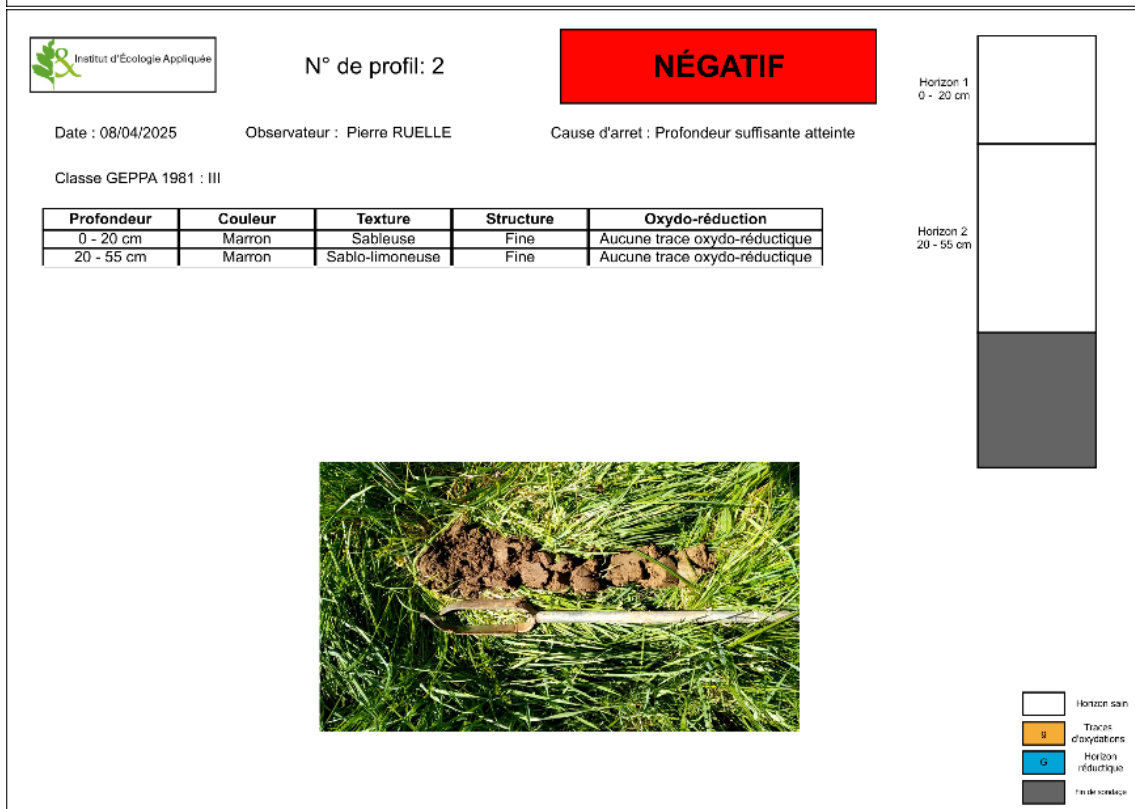 & Institut d'Écologie Appliquée
N° de profil: 2
NÉGATIF
Date : 08/04/2025
Observateur : Pierre RUELLE
Cause d'arret : Profondeur suffisante atteinte
Classe GEPPA 1981 : III
Profondeur Couleur Texture Structure Oxydo-réduction
0 - 20 cm Marron Sableuse Fine Aucune trace oxydo-réductique
20 - 55 cm Marron Sablo-limoneuse Fine Aucune trace oxydo-réductique
Horizon 1
0 - 20 cm
Horizon 2
20 - 55 cm
Horizon sain
g Traces
d'oxydations
G Horizon
réductique
Fin de sondage